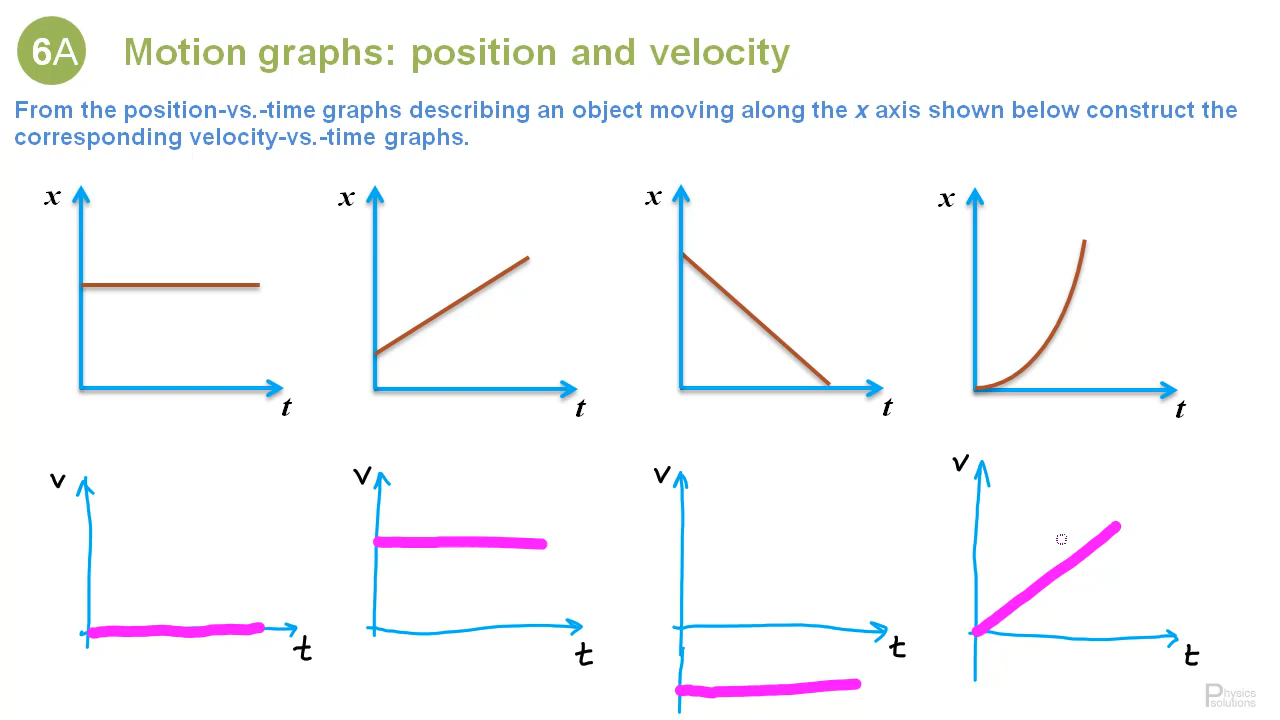 6A Motion graphs: position and velocity
From the position-vs.-time graphs describing an object moving along the x axis shown below construct the
corresponding velocity-vs.-time graphs.
x x x x
t t t t
v v v v
t t t t
Physics
solutions